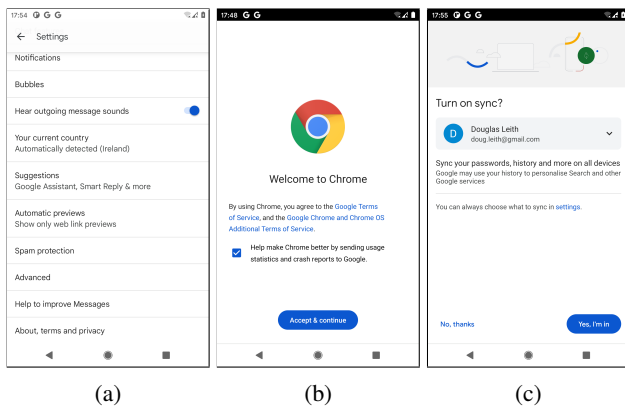 17:54 G G
Settings
Notifications
Bubbles
Hear outgoing message sounds
Your current country
Automatically detected (Ireland)
Suggestions
Google Assistant, Smart Reply & more
Automatic previews
Show only web link previews
Spam protection
Advanced
Help to improve Messages
About, terms and privacy
(a)
17:48 G G
Welcome to Chrome
By using Chrome, you agree to the Google Terms
of Service, and the Google Chrome and Chrome OS
Additional Terms of Service.
Help make Chrome better by sending usage
statistics and crash reports to Google.
Accept & continue
(b)
17:55 G G
Turn on sync?
D
Douglas Leith
doug.leith@gmail.com
Sync your passwords, history and more on all devices
Google may use your history to personalise Search and other
Google services
You can always choose what to sync in settings.
No, thanks
Yes, I'm in
(c)